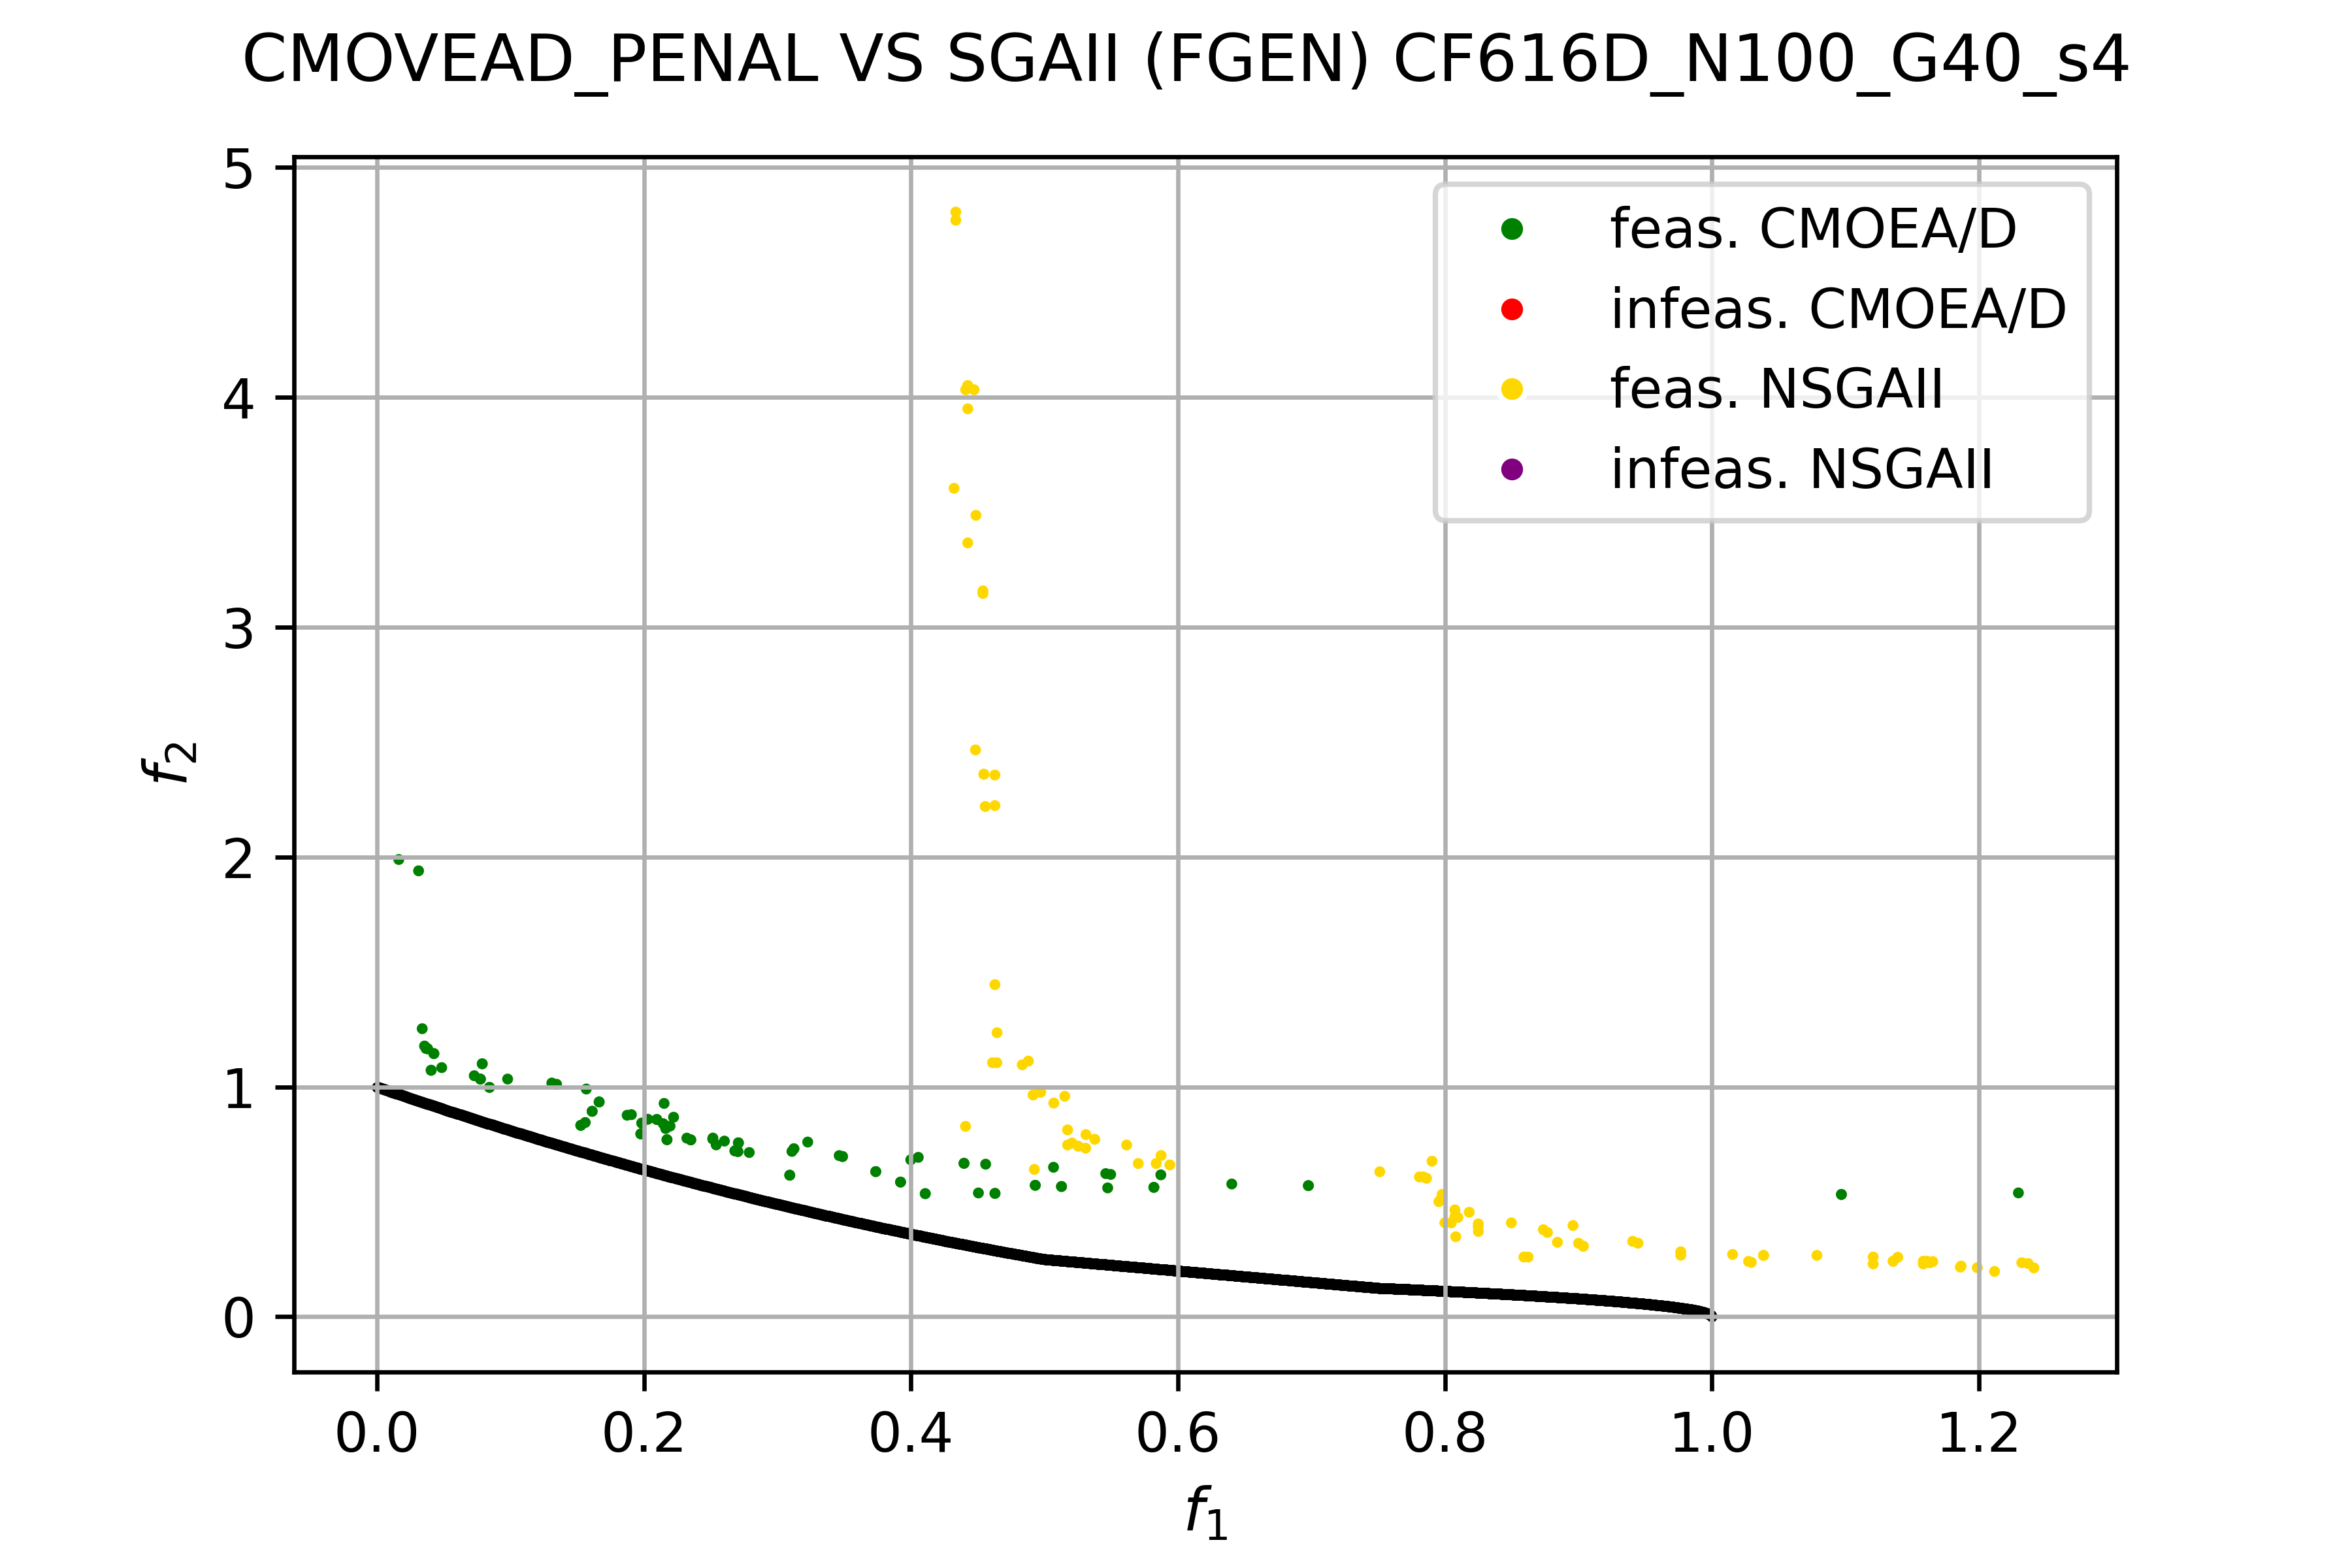 CMOVEAD_PENAL VS SGAII (FGEN) CF616D_N100_G40_s4
5
4
3
2
1
0
f2
feas. CMOEA/D
infeas. CMOEA/D
feas. NSGAII
infeas. NSGAII
0.0 0.2 0.4 0.6 0.8 1.0 1.2
f1